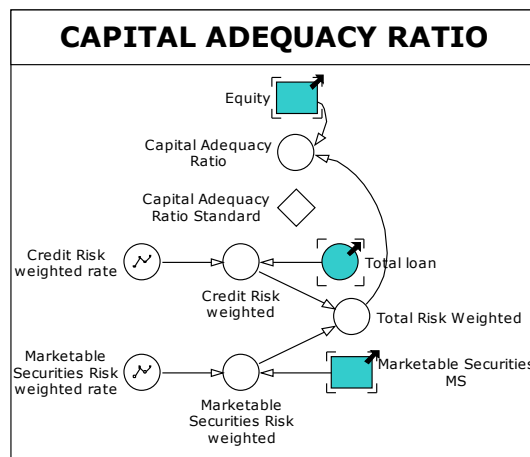 CAPITAL ADEQUACY RATIO
Equity
Capital Adequacy
Ratio
Capital Adequacy
Ratio Standard
Credit Risk
weighted rate
Total loan
Credit Risk
weighted
Total Risk Weighted
Marketable
Securities Risk
weighted rate
Marketable Securities
MS
Marketable
Securities Risk
weighted